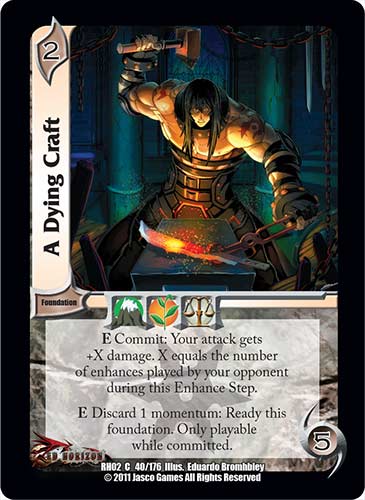 2
A Dying Craft
Foundation
E Commit: Your attack gets
+X damage. X equals the number
of enhances played by your opponent
during this Enhance Step.
E Discard 1 momentum: Ready this
foundation. Only playable
while committed.
5
RED HORIZON
RH02 C 40/176 Illus. Eduardo Bromhbley
© 2011 Jasco Games All Rights Reserved